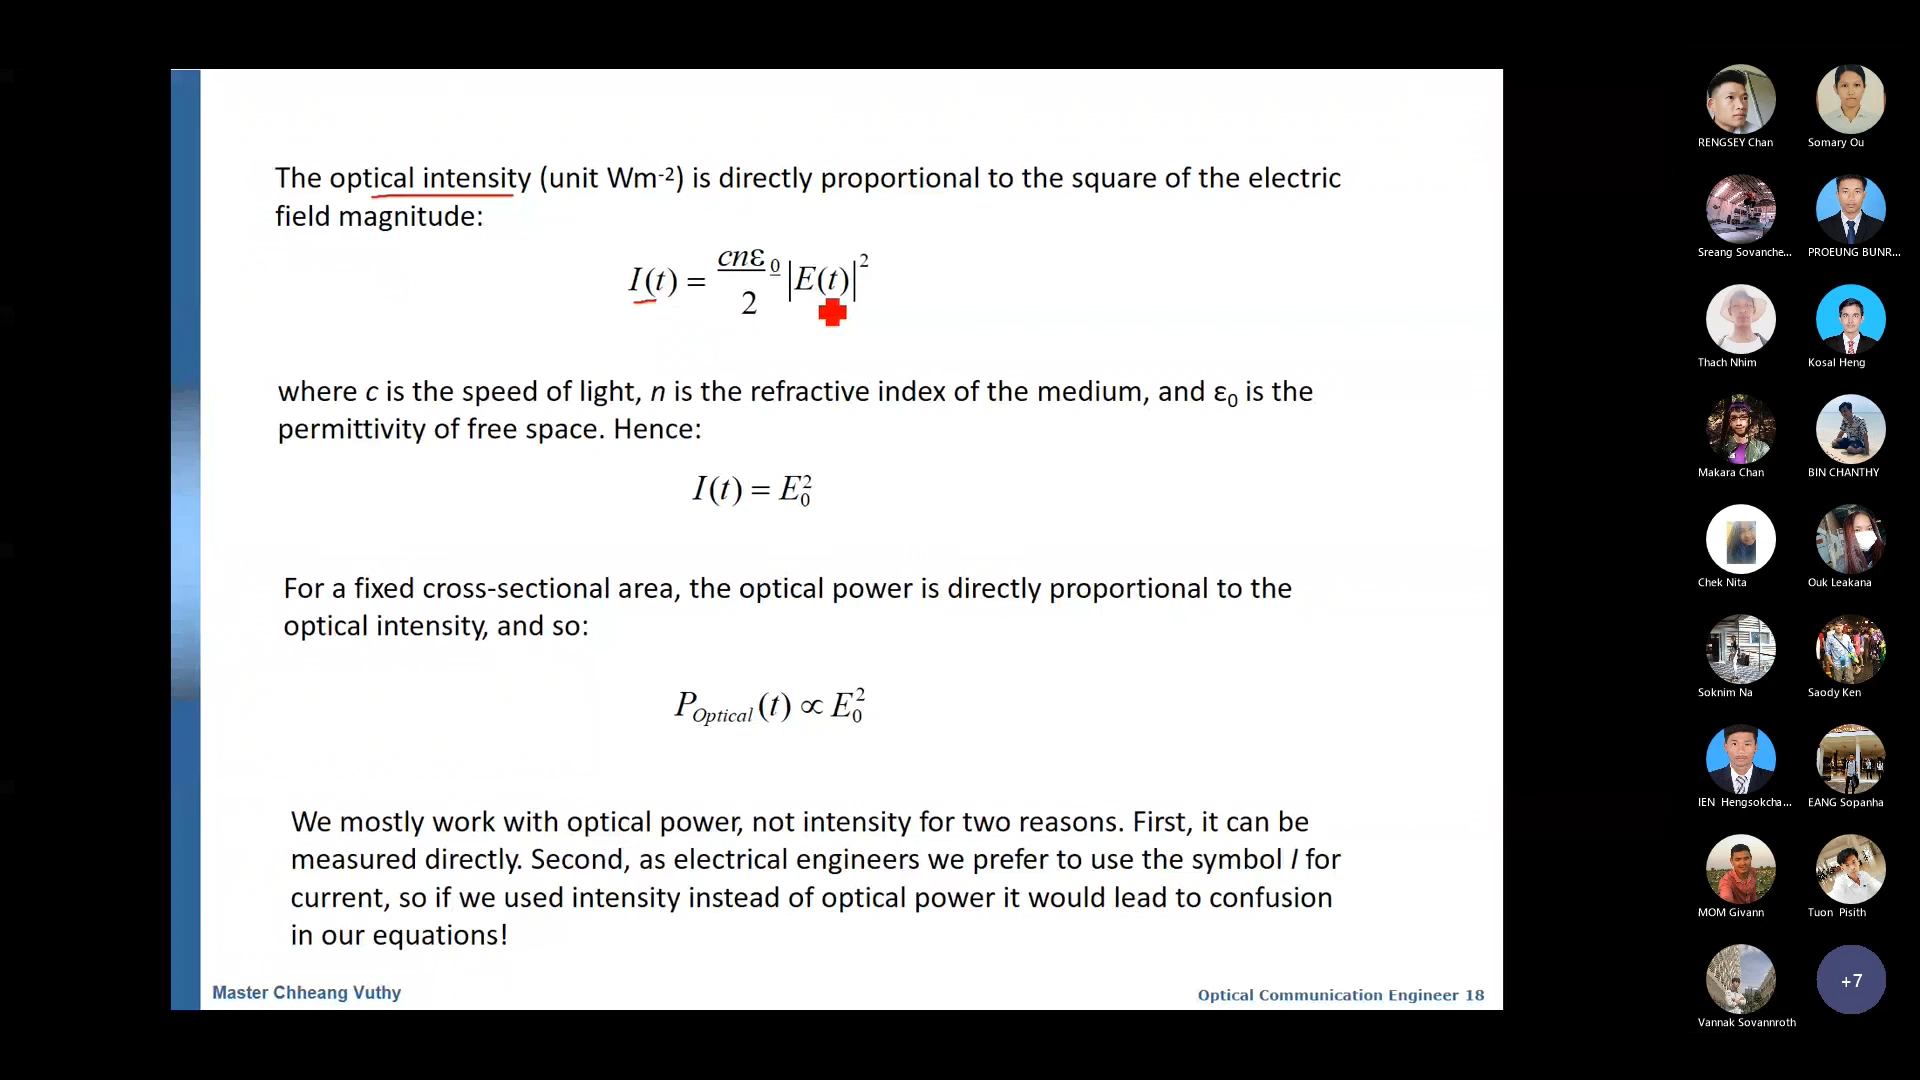 The optical intensity (unit Wm-2) is directly proportional to the square of the electric
field magnitude:
I(t) = cnε0/2 |E(t)|²
where c is the speed of light, n is the refractive index of the medium, and ε0 is the
permittivity of free space. Hence:
I(t) = E₀²
For a fixed cross-sectional area, the optical power is directly proportional to the
optical intensity, and so:
P_Optical (t) ∝ E₀²
We mostly work with optical power, not intensity for two reasons. First, it can be
measured directly. Second, as electrical engineers we prefer to use the symbol I for
current, so if we used intensity instead of optical power it would lead to confusion
in our equations!
Master Chheang Vuthy
Optical Communication Engineer 18
RENGSEY Chan
Somary Ou
Sreang Sovanche...
PROEUNG BUNR...
Thach Nhim
Kosal Heng
Makara Chan
BIN CHANTHY
Chek Nita
Ouk Leakana
Soknim Na
Saody Ken
IEN Hengsokcha...
EANG Sopanha
MOM Givann
Tuon Pisith
Vannak Sovannroth
+7